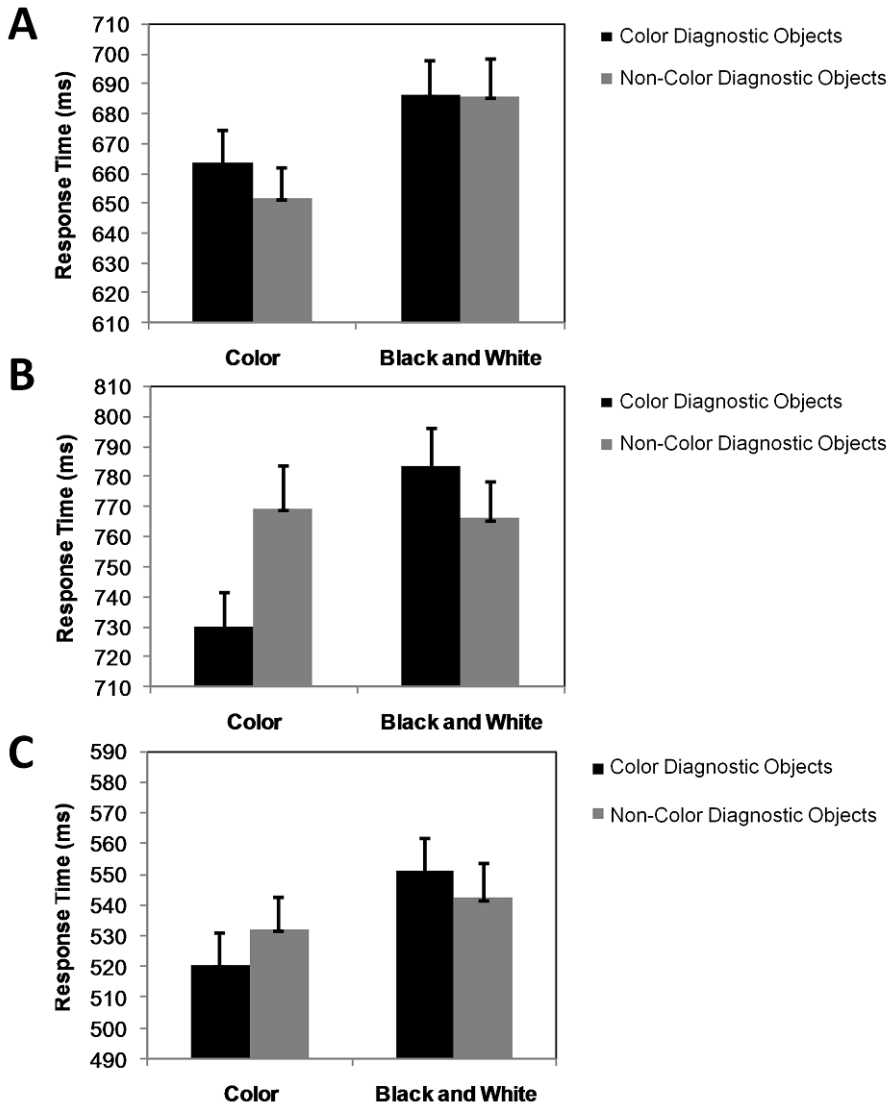 A
Response Time (ms)
710
700
690
680
670
660
650
640
630
620
610
Color
Black and White
Color Diagnostic Objects
Non-Color Diagnostic Objects
B
Response Time (ms)
810
800
790
780
770
760
750
740
730
720
710
Color
Black and White
Color Diagnostic Objects
Non-Color Diagnostic Objects
C
Response Time (ms)
590
580
570
560
550
540
530
520
510
500
490
Color
Black and White
Color Diagnostic Objects
Non-Color Diagnostic Objects